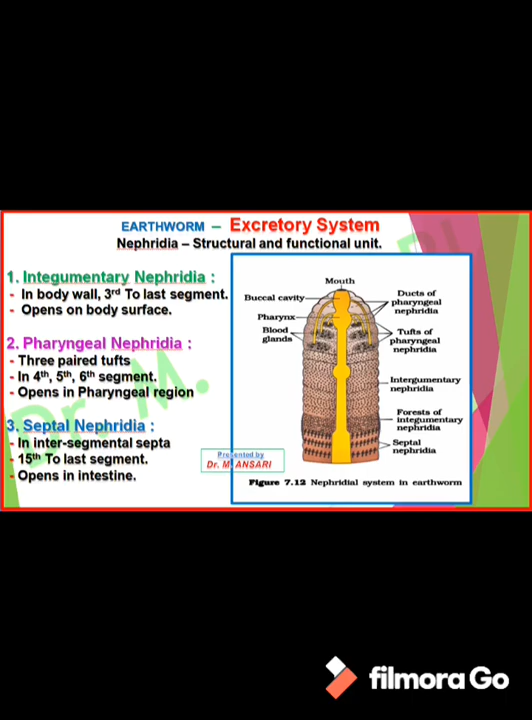 EARTHWORM – Excretory System
Nephridia – Structural and functional unit.
1. Integumentary Nephridia :
- In body wall, 3rd To last segment.
- Opens on body surface.
2. Pharyngeal Nephridia :
- Three paired tufts
- In 4th, 5th, 6th segment.
- Opens in Pharyngeal region
3. Septal Nephridia :
- In inter-segmental septa
- 15th To last segment.
- Opens in intestine.
Presented by
Dr. M. ANSARI
Dr. M.
Mouth
Buccal cavity
Pharynx
Blood
glands
Ducts of
pharyngeal
nephridia
Tufts of
pharyngeal
nephridia
Intergumentary
nephridia
Forests of
integumentary
nephridia
Septal
nephridia
Figure 7.12 Nephridial system in earthworm
filmora Go